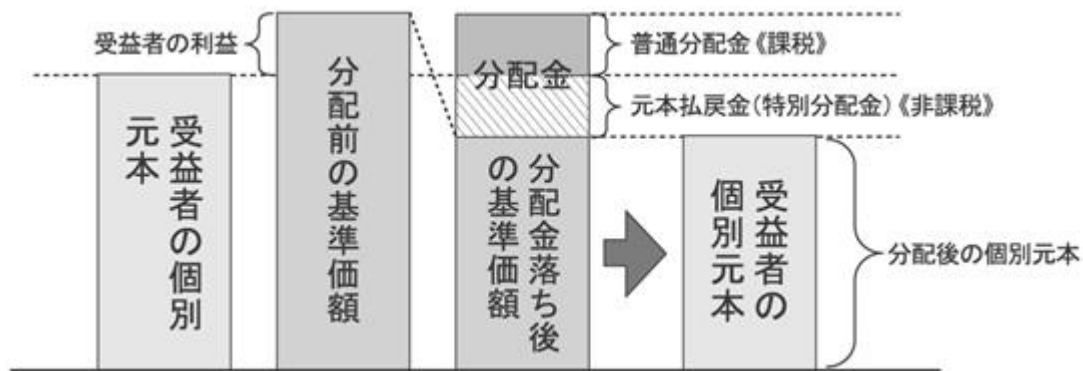 受益者の利益
受益者の個別
元本
分配前の基準価額
分配金
分配金落ち後
の基準価額
普通分配金《課税》
元本払戻金(特別分配金)《非課税》
受益者の
個別元本
分配後の個別元本